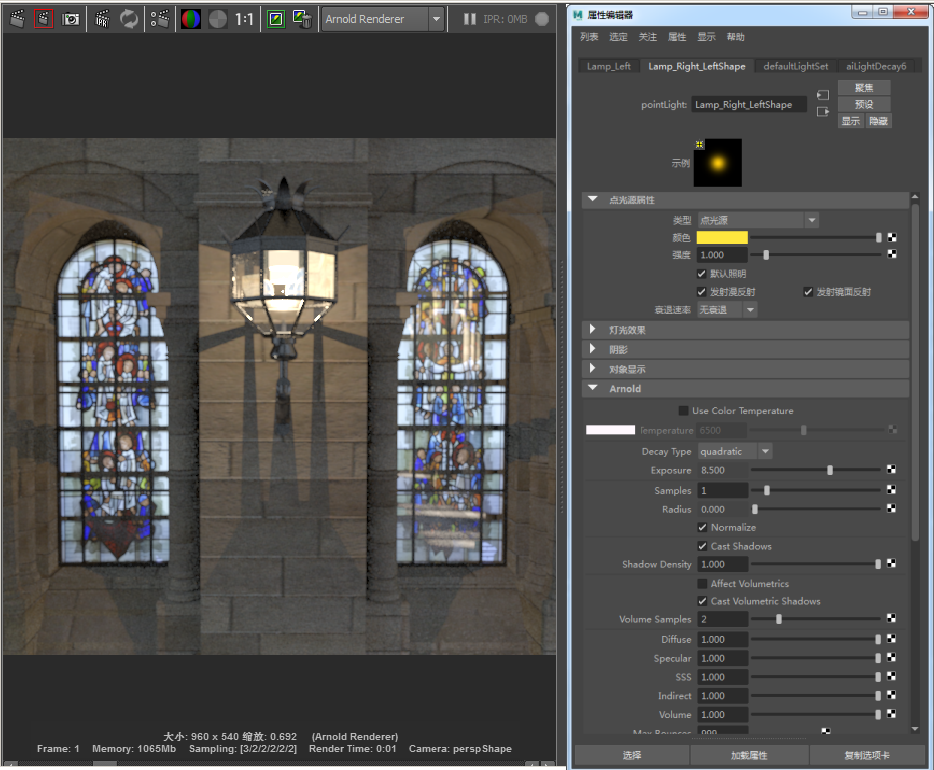 1:1
Arnold Renderer
IPR: 0MB
大小: 960 x 540 缩放: 0.692 (Arnold Renderer)
Frame: 1 Memory: 1065Mb Sampling: [3/2/2/2/2/2] Render Time: 0:01 Camera: perspShape
属性编辑器
列表 选定 关注 属性 显示 帮助
Lamp_Left Lamp_Right_LeftShape defaultLightSet aiLightDecay6
聚焦
pointLight: Lamp_Right_LeftShape
预设
显示 隐藏
示例
点光源属性
类型 点光源
颜色
强度 1.000
默认照明
发射漫反射 发射镜面反射
衰退速率 无衰退
灯光效果
阴影
对象显示
Arnold
Use Color Temperature
Temperature 6500
Decay Type quadratic
Exposure 8.500
Samples 1
Radius 0.000
Normalize
Cast Shadows
Shadow Density 1.000
Affect Volumetrics
Cast Volumetric Shadows
Volume Samples 2
Diffuse 1.000
Specular 1.000
SSS 1.000
Indirect 1.000
Volume 1.000
Max Bounces 999
选择 加载属性 复制选项卡